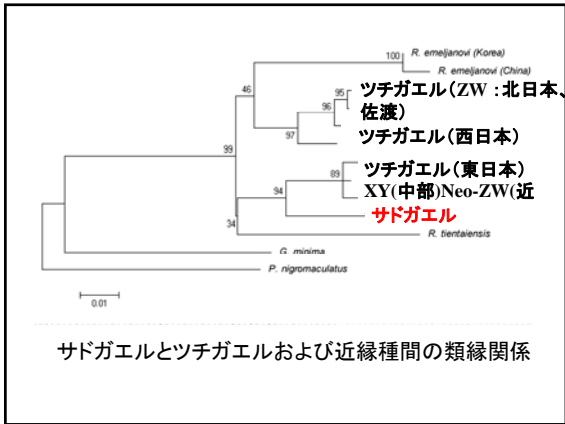 100
R. emeljanovi (Korea)
R. emeljanovi (China)
46
95
ツチガエル(ZW :北日本、
佐渡)
96
97
ツチガエル(西日本)
99
ツチガエル(東日本)
89
XY(中部)Neo-ZW(近
94
サドガエル
34
R. tientaiensis
G. minima
P. nigromaculatus
0.01
サドガエルとツチガエルおよび近縁種間の類縁関係